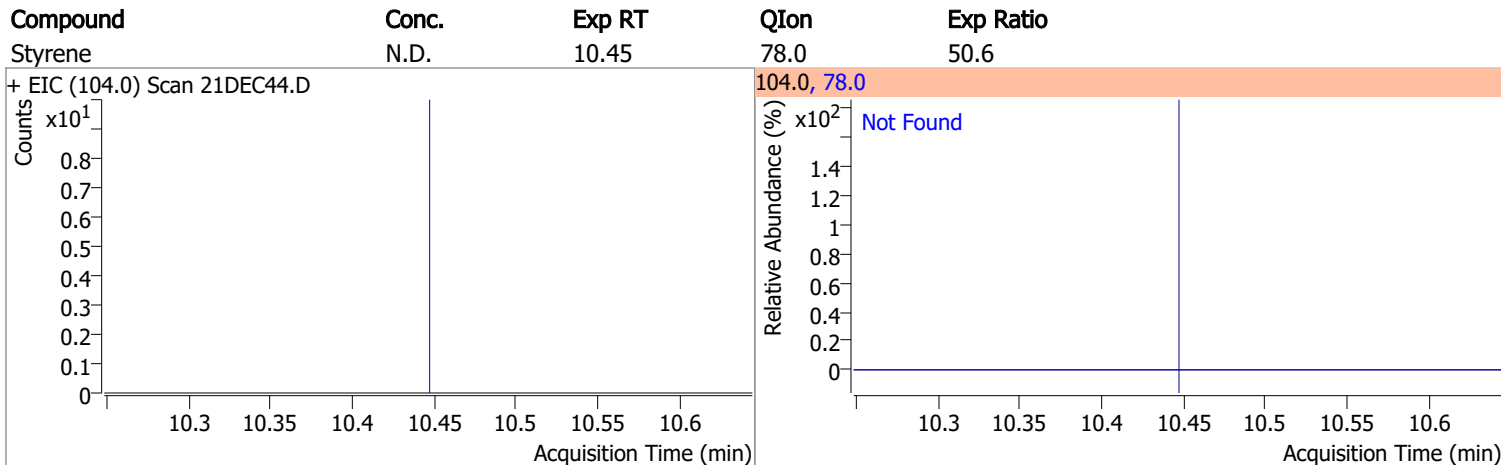 Compound Conc. Exp RT QIon Exp Ratio
Styrene N.D. 10.45 78.0 50.6
+ EIC (104.0) Scan 21DEC44.D
Counts
x10^1
0.8
0.7
0.6
0.5
0.4
0.3
0.2
0.1
0
10.3 10.35 10.4 10.45 10.5 10.55 10.6
Acquisition Time (min)
104.0, 78.0
Relative Abundance (%)
x10^2
Not Found
1.4
1.2
1
0.8
0.6
0.4
0.2
0
10.3 10.35 10.4 10.45 10.5 10.55 10.6
Acquisition Time (min)